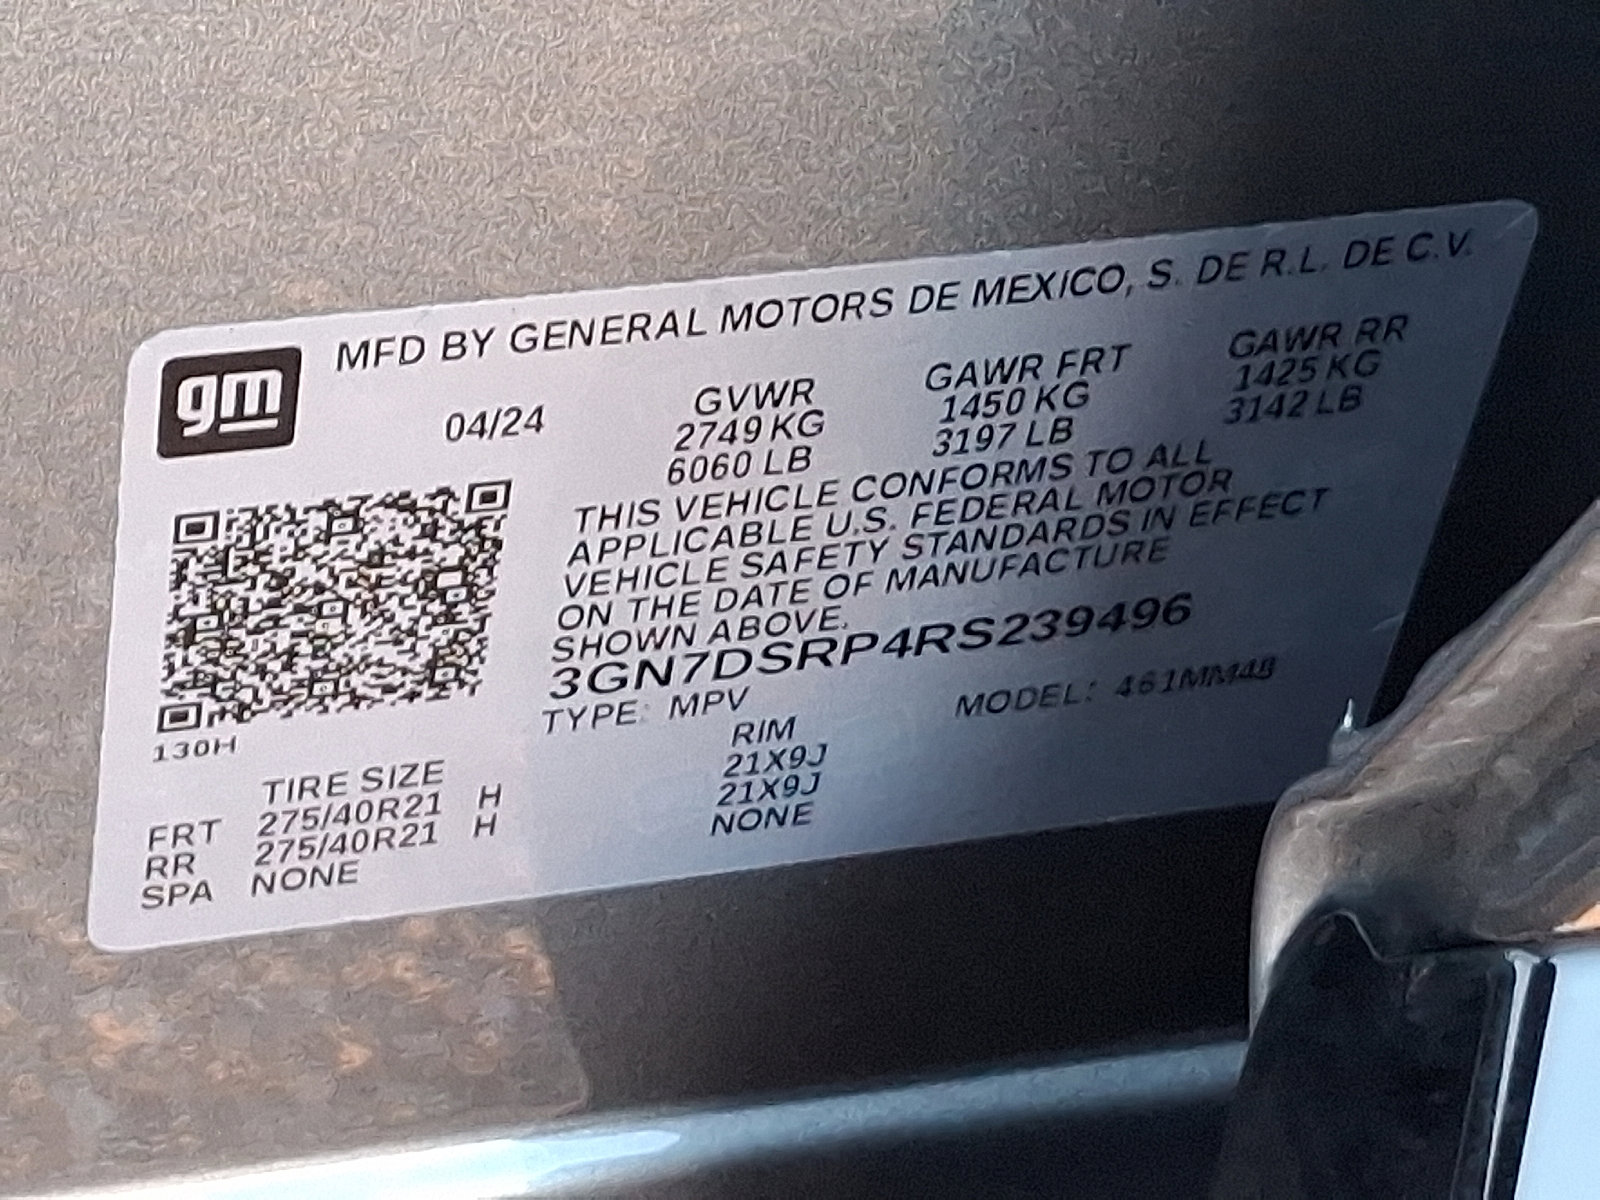 MFD BY GENERAL MOTORS DE MEXICO, S. DE R.L. DE C.V.
gm
04/24
GVWR GAWR FRT GAWR RR
2749 KG 1450 KG 1425 KG
6060 LB 3197 LB 3142 LB
THIS VEHICLE CONFORMS TO ALL
APPLICABLE U.S. FEDERAL MOTOR
VEHICLE SAFETY STANDARDS IN EFFECT
ON THE DATE OF MANUFACTURE
SHOWN ABOVE.
3GN7DSRP4RS239496
TYPE: MPV MODEL:
130H
TIRE SIZE RIM
FRT 275/40R21 H 21X9J
RR 275/40R21 H 21X9J
SPA NONE NONE